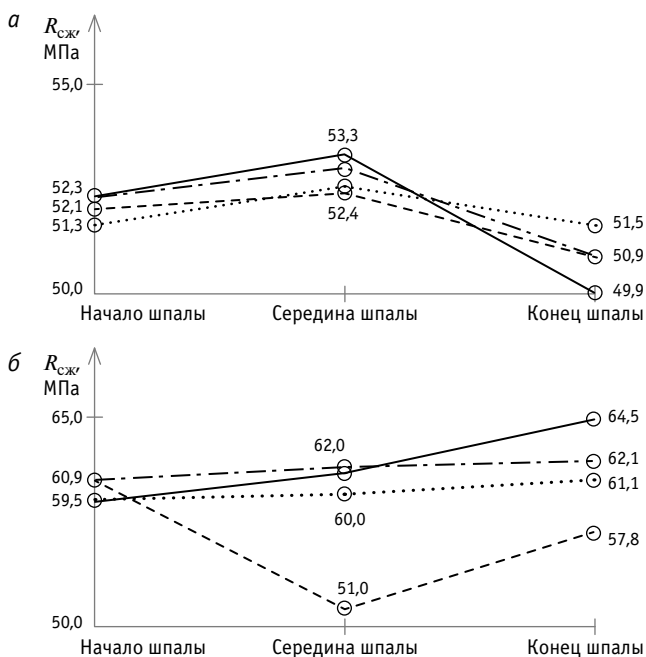 а
Rсж,
МПа
55,0
53,3
52,3
52,1
51,3
52,4
51,5
50,9
49,9
50,0
Начало шпалы Середина шпалы Конец шпалы
б
Rсж,
МПа
65,0
64,5
62,0
62,1
60,9
61,1
59,5
60,0
57,8
51,0
50,0
Начало шпалы Середина шпалы Конец шпалы